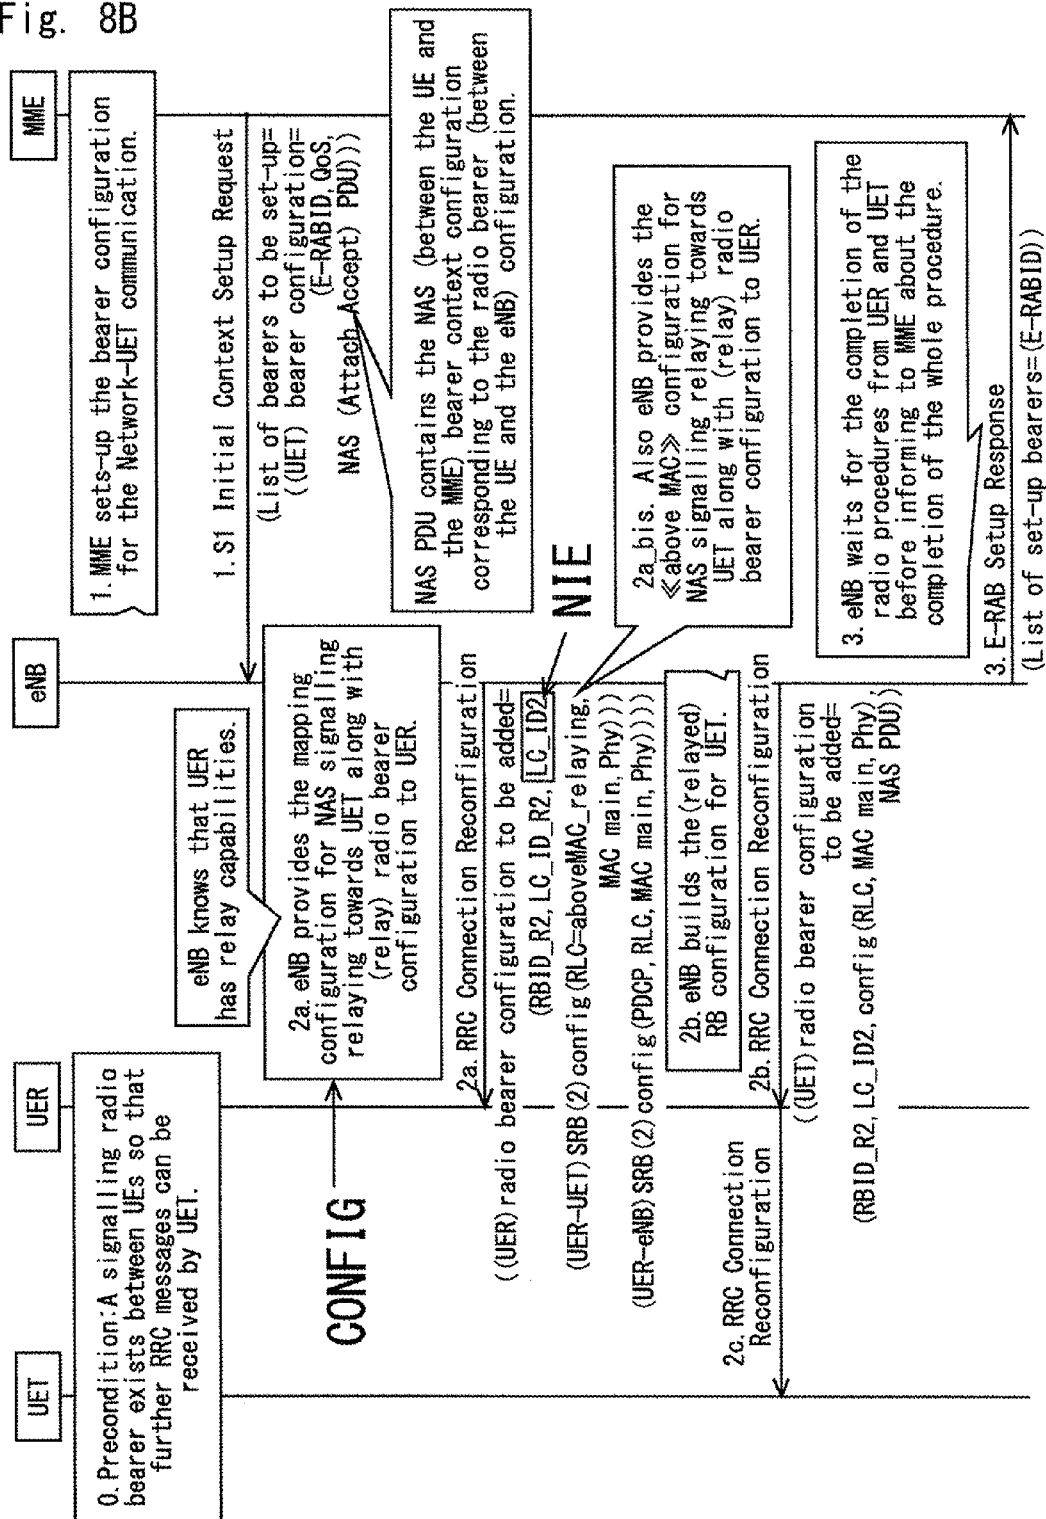 Fig. 8B
UET
UER
eNB
MME
0. Precondition:A signalling radio
bearer exists between UEs so that
further RRC messages can be
received by UET.
1. MME sets-up the bearer configuration
for the Network-UET communication.
eNB knows that UER
has relay capabilities.
1. S1 Initial Context Setup Request
(List of bearers to be set-up=
((UET) bearer configuration=
(E-RABID, QoS,
NAS (Attach Accept) PDU)))
CONFIG
2a. eNB provides the mapping
configuration for NAS signalling
relaying towards UET along with
(relay) radio bearer
configuration to UER.
NAS PDU contains the NAS (between the UE and
the MME) bearer context configuration
corresponding to the radio bearer (between
the UE and the eNB) configuration.
2a. RRC Connection Reconfiguration
((UER) radio bearer configuration to be added=
(RBID_R2, LC_ID_R2, LC_ID2,
NIE
(UER-UET) SRB(2) config(RLC=aboveMAC_relaying,
MAC main, Phy)))
(UER-eNB) SRB(2) config(PDCP, RLC, MAC main, Phy))))
2a_bis. Also eNB provides the
≪above MAC≫ configuration for
NAS signalling relaying towards
UET along with (relay) radio
bearer configuration to UER.
2b. eNB builds the (relayed)
RB configuration for UET.
2b. RRC Connection Reconfiguration
((UET) radio bearer configuration
to be added=
(RBID_R2, LC_ID2, config(RLC, MAC main, Phy)
NAS PDU))
2c. RRC Connection
Reconfiguration
3. eNB waits for the completion of the
radio procedures from UER and UET
before informing to MME about the
completion of the whole procedure.
3. E-RAB Setup Response
(List of set-up bearers=(E-RABID))